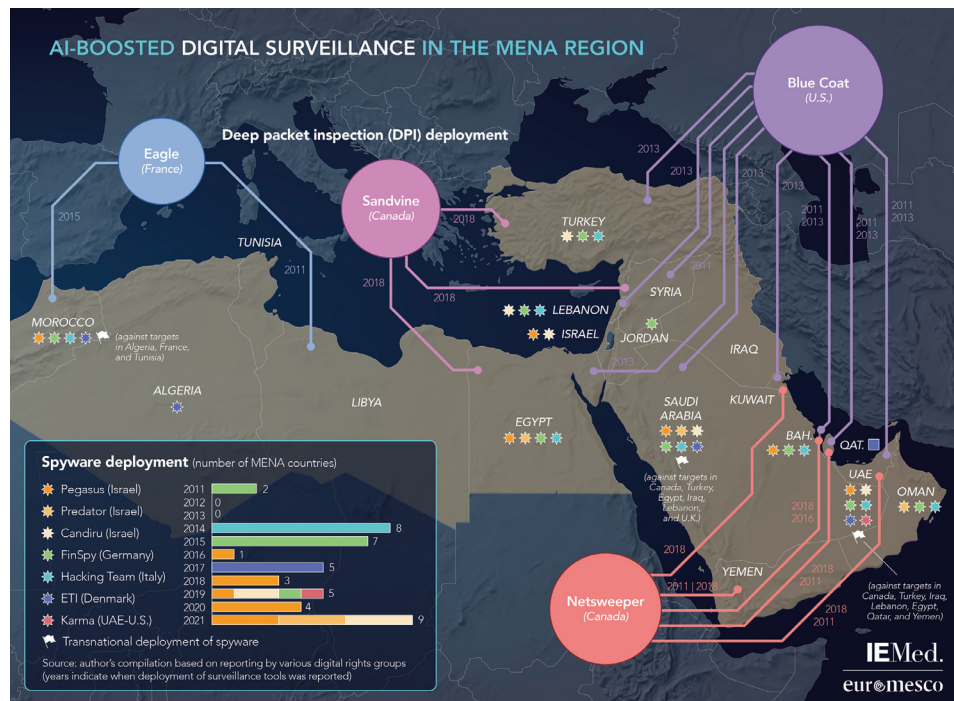 AI-BOOSTED DIGITAL SURVEILLANCE IN THE MENA REGION
Blue Coat
(U.S.)
Deep packet inspection (DPI) deployment
Eagle
(France)
Sandvine
(Canada)
2013
2013
2013
2011
2013
2011
2013
2015
2018
TURKEY
TUNISIA
2011
2011
2018
2018
SYRIA
LEBANON
ISRAEL
JORDAN
IRAQ
MOROCCO
(against targets
in Algeria, France,
and Tunisia)
2013
ALGERIA
LIBYA
EGYPT
SAUDI
ARABIA
KUWAIT
BAH.
QAT.
UAE
OMAN
(against targets in
Canada, Turkey,
Egypt, Iraq,
Lebanon,
and U.K.)
2018
2016
2018
2011 | 2018
YEMEN
2018
2011
2018
2011
(against targets in
Canada, Turkey, Iraq,
Lebanon, Egypt,
Qatar, and Yemen)
Netsweeper
(Canada)
Spyware deployment (number of MENA countries)
Pegasus (Israel)
Predator (Israel)
Candiru (Israel)
FinSpy (Germany)
Hacking Team (Italy)
ETI (Denmark)
Karma (UAE-U.S.)
Transnational deployment of spyware
2011 2
2012 0
2013 0
2014 8
2015 7
2016 1
2017 5
2018 3
2019 5
2020 4
2021 9
Source: author's compilation based on reporting by various digital rights groups
(years indicate when deployment of surveillance tools was reported)
IEMed.
euromesco